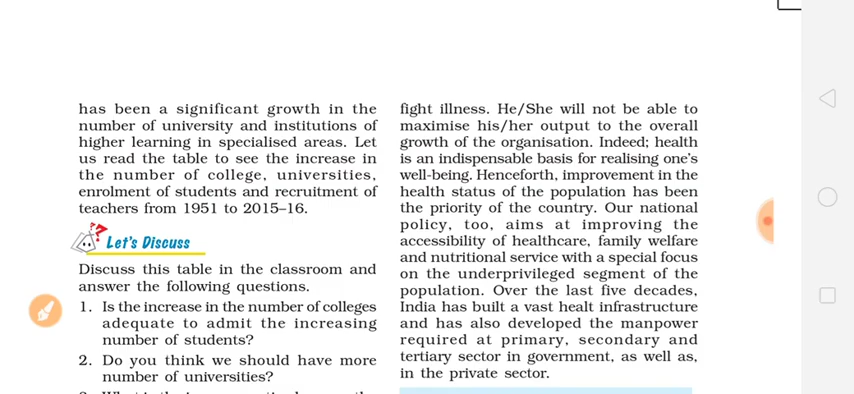 has been a significant growth in the
number of university and institutions of
higher learning in specialised areas. Let
us read the table to see the increase in
the number of college, universities,
enrolment of students and recruitment of
teachers from 1951 to 2015–16.
Let's Discuss
Discuss this table in the classroom and
answer the following questions.
1. Is the increase in the number of colleges
adequate to admit the increasing
number of students?
2. Do you think we should have more
number of universities?
fight illness. He/She will not be able to
maximise his/her output to the overall
growth of the organisation. Indeed; health
is an indispensable basis for realising one's
well-being. Henceforth, improvement in the
health status of the population has been
the priority of the country. Our national
policy, too, aims at improving the
accessibility of healthcare, family welfare
and nutritional service with a special focus
on the underprivileged segment of the
population. Over the last five decades,
India has built a vast healt infrastructure
and has also developed the manpower
required at primary, secondary and
tertiary sector in government, as well as,
in the private sector.